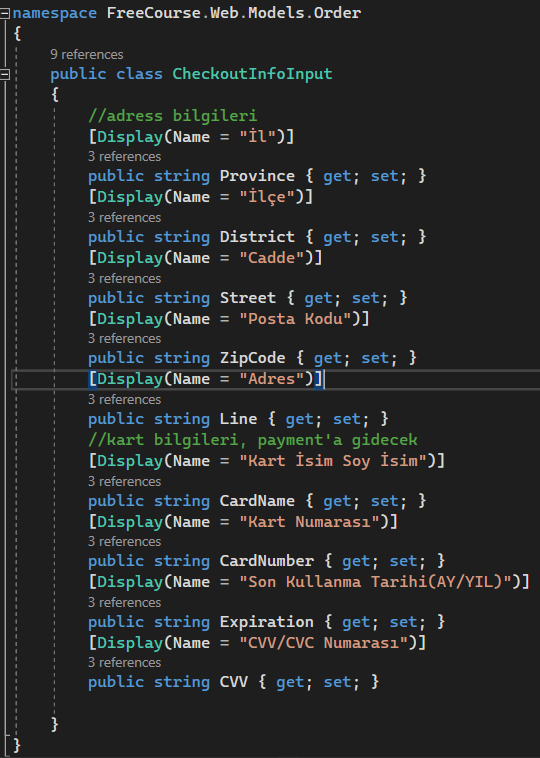 namespace FreeCourse.Web.Models.Order
{
9 references
public class CheckoutInfoInput
{
//adress bilgileri
[Display(Name = "İl")]
3 references
public string Province { get; set; }
[Display(Name = "İlçe")]
3 references
public string District { get; set; }
[Display(Name = "Cadde")]
3 references
public string Street { get; set; }
[Display(Name = "Posta Kodu")]
3 references
public string ZipCode { get; set; }
[Display(Name = "Adres")]
3 references
public string Line { get; set; }
//kart bilgileri, payment'a gidecek
[Display(Name = "Kart İsim Soy İsim")]
3 references
public string CardName { get; set; }
[Display(Name = "Kart Numarası")]
3 references
public string CardNumber { get; set; }
[Display(Name = "Son Kullanma Tarihi(AY/YIL)")]
3 references
public string Expiration { get; set; }
[Display(Name = "CVV/CVC Numarası")]
3 references
public string CVV { get; set; }
}
}